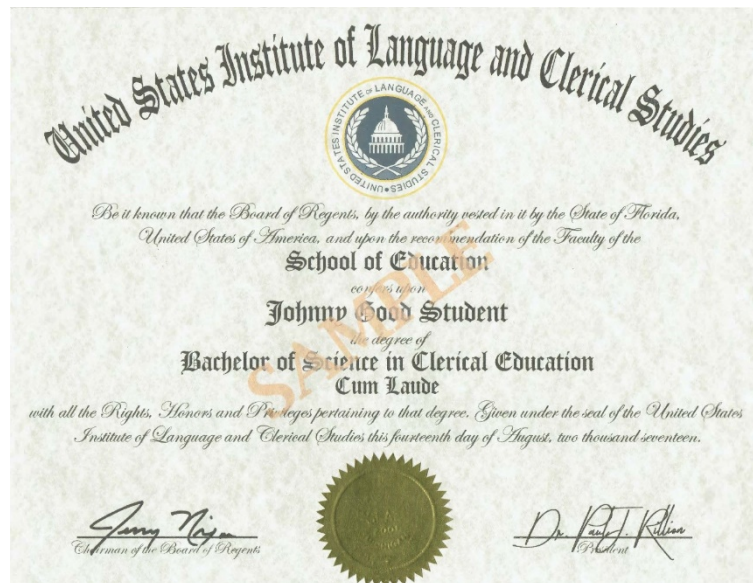 United States Institute of Language and Clerical Studies
UNITED STATES INSTITUTE OF LANGUAGE AND CLERICAL STUDIES
Be it known that the Board of Regents, by the authority vested in it by the State of Florida,
United States of America, and upon the recommendation of the Faculty of the
School of Education
confers upon
Johnny Good Student
the degree of
Bachelor of Science in Clerical Education
Cum Laude
with all the Rights, Honors and Privileges pertaining to that degree. Given under the seal of the United States
Institute of Language and Clerical Studies this fourteenth day of August, two thousand seventeen.
SAMPLE
Chairman of the Board of Regents
President